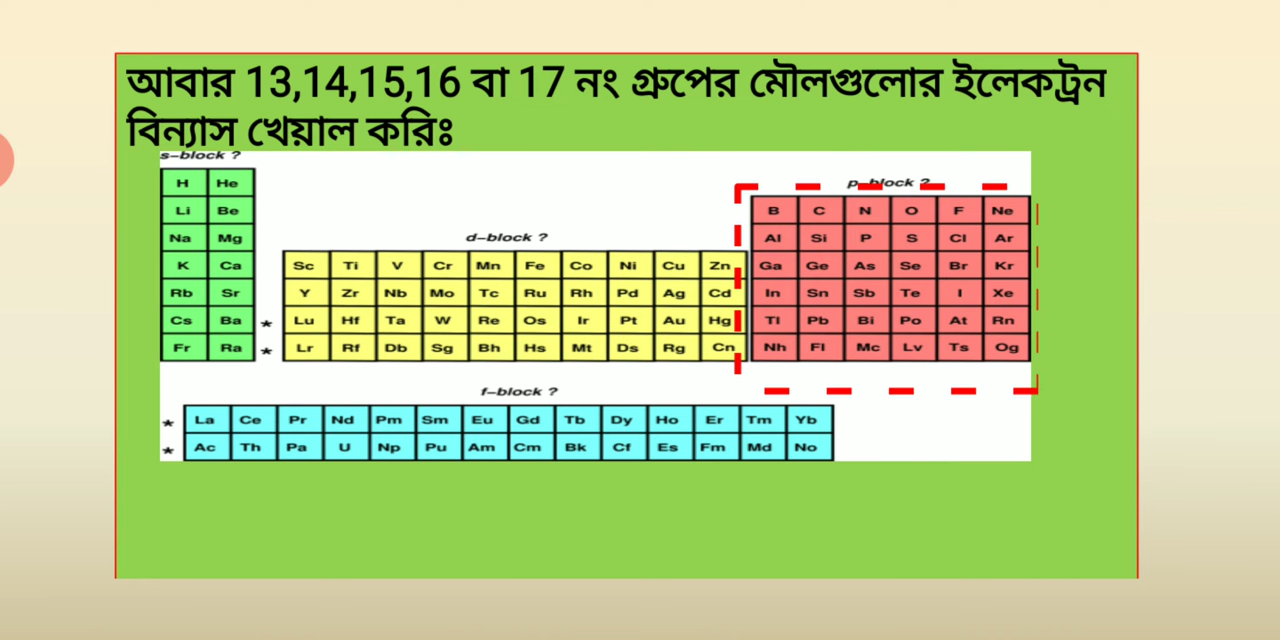 আবার 13,14,15,16 বা 17 নং গ্রুপের মৌলগুলোর ইলেকট্রন
বিন্যাস খেয়াল করিঃ
s-block ?
p-block ?
H He
B C N O F Ne
Li Be
Na Mg
d-block ?
Al Si P S Cl Ar
K Ca Sc Ti V Cr Mn Fe Co Ni Cu Zn Ga Ge As Se Br Kr
Rb Sr Y Zr Nb Mo Tc Ru Rh Pd Ag Cd In Sn Sb Te I Xe
Cs Ba * Lu Hf Ta W Re Os Ir Pt Au Hg Tl Pb Bi Po At Rn
Fr Ra * Lr Rf Db Sg Bh Hs Mt Ds Rg Cn Nh Fl Mc Lv Ts Og
f-block ?
* La Ce Pr Nd Pm Sm Eu Gd Tb Dy Ho Er Tm Yb
* Ac Th Pa U Np Pu Am Cm Bk Cf Es Fm Md No